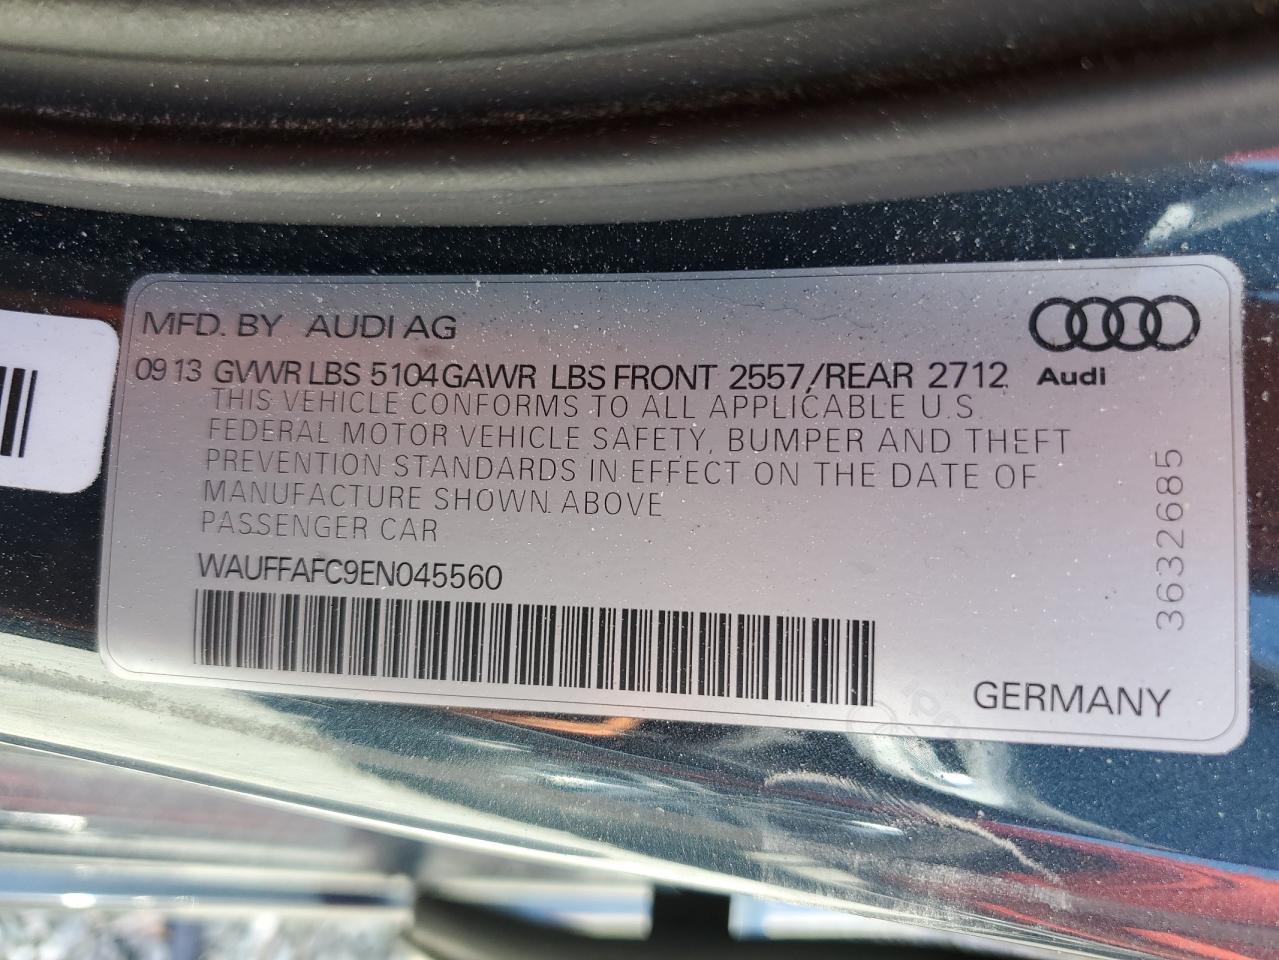 MFD. BY AUDI AG
09 13 GVWR LBS 5104 GAWR LBS FRONT 2557/REAR 2712
Audi
THIS VEHICLE CONFORMS TO ALL APPLICABLE U.S.
FEDERAL MOTOR VEHICLE SAFETY, BUMPER AND THEFT
PREVENTION STANDARDS IN EFFECT ON THE DATE OF
MANUFACTURE SHOWN ABOVE
PASSENGER CAR
WAUFFAFC9EN045560
GERMANY
3632685